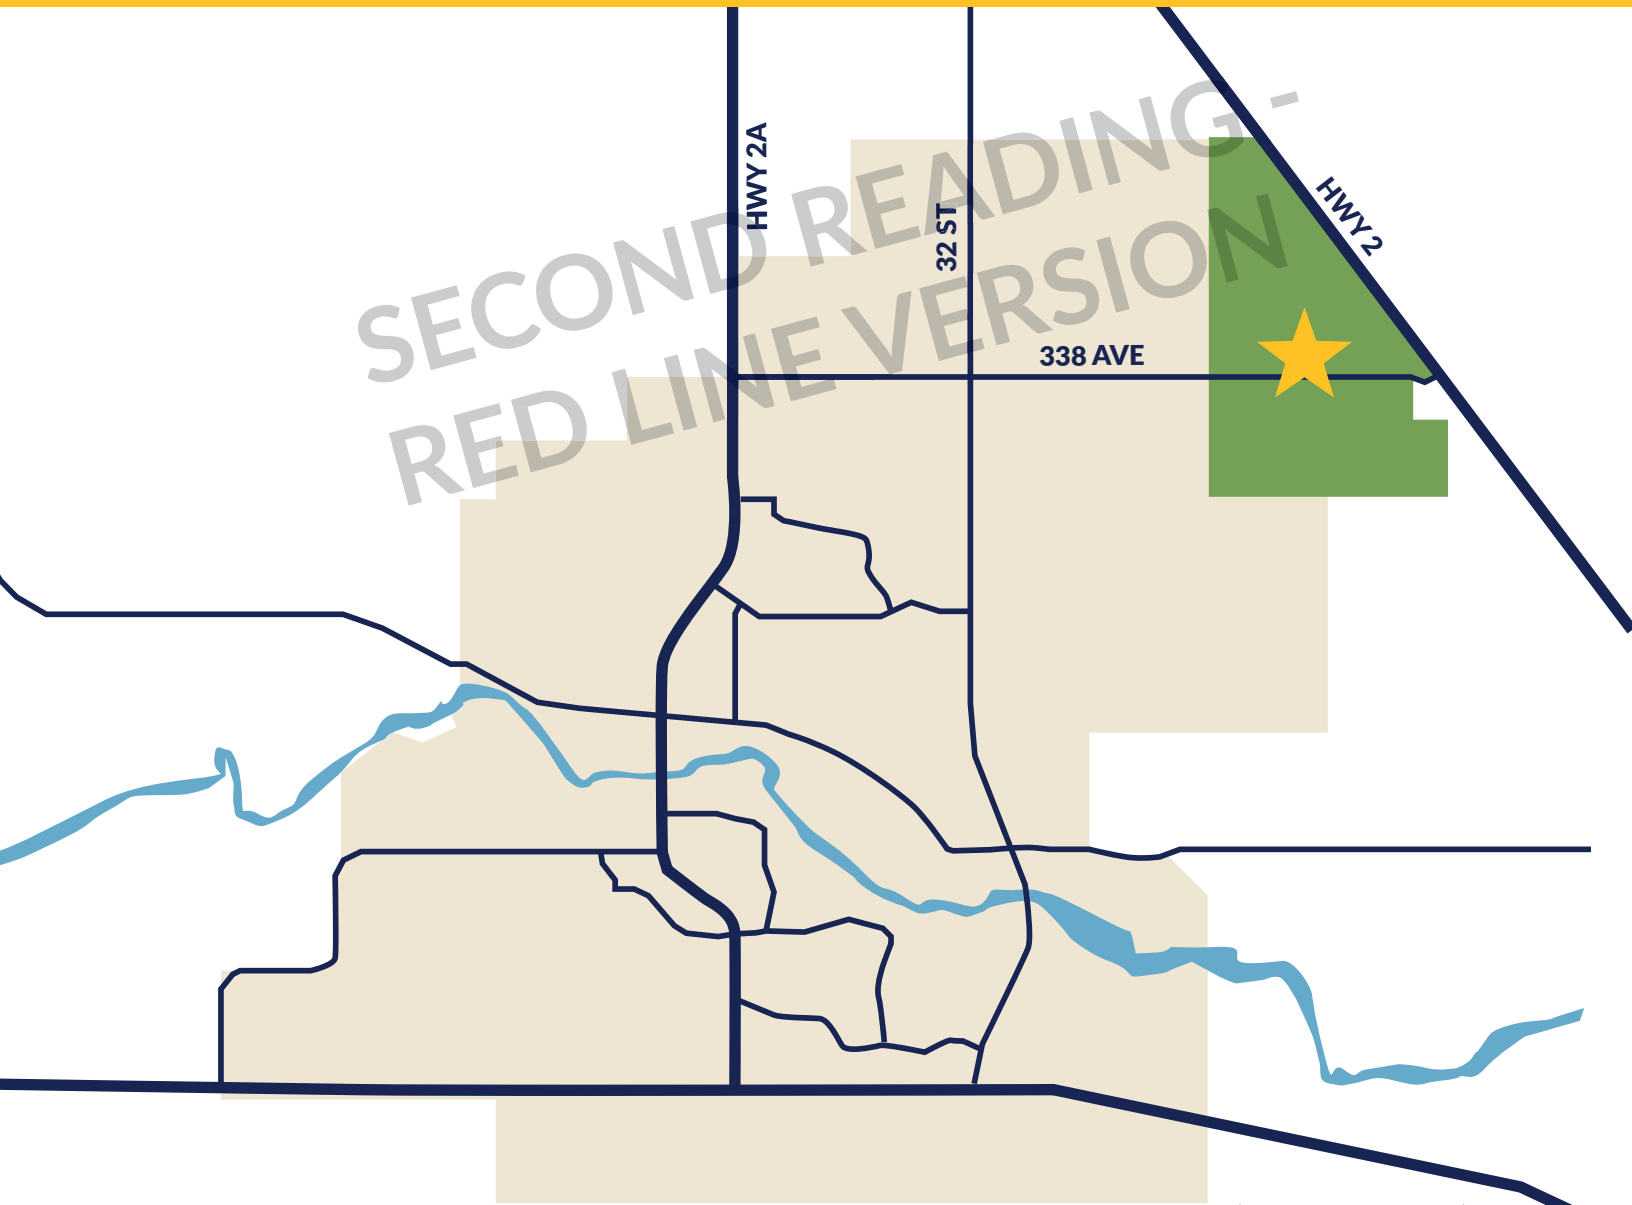 SECOND READING -
RED LINE VERSION
HWY 2A
32 ST
HWY 2
338 AVE